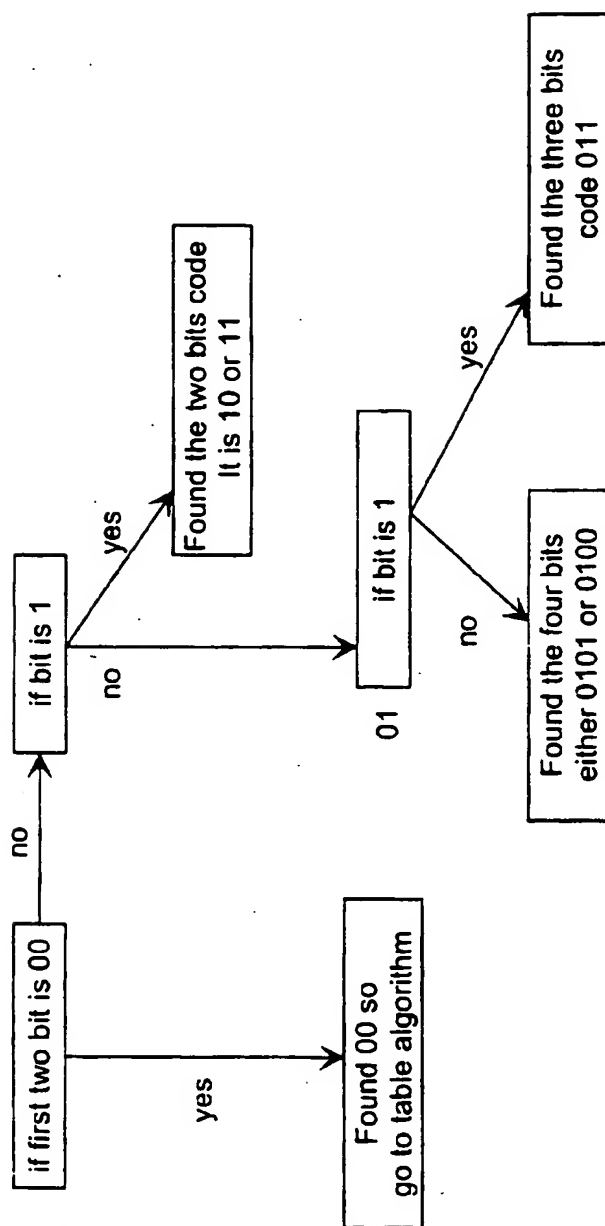 if first two bit is 00
no
if bit is 1
yes
Found 00 so
go to table algorithm
yes
Found the two bits code
It is 10 or 11
no
01
if bit is 1
no
Found the four bits
either 0101 or 0100
yes
Found the three bits
code 011